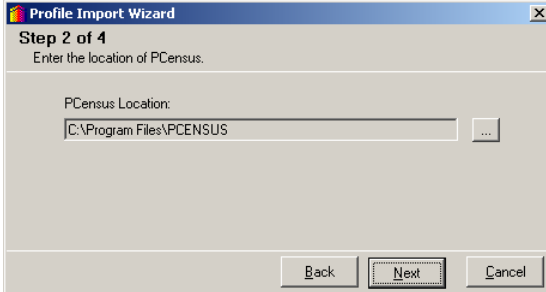 Profile Import Wizard
Step 2 of 4
Enter the location of PCensus.
PCensus Location:
C:\Program Files\PCENSUS
...
Back Next Cancel